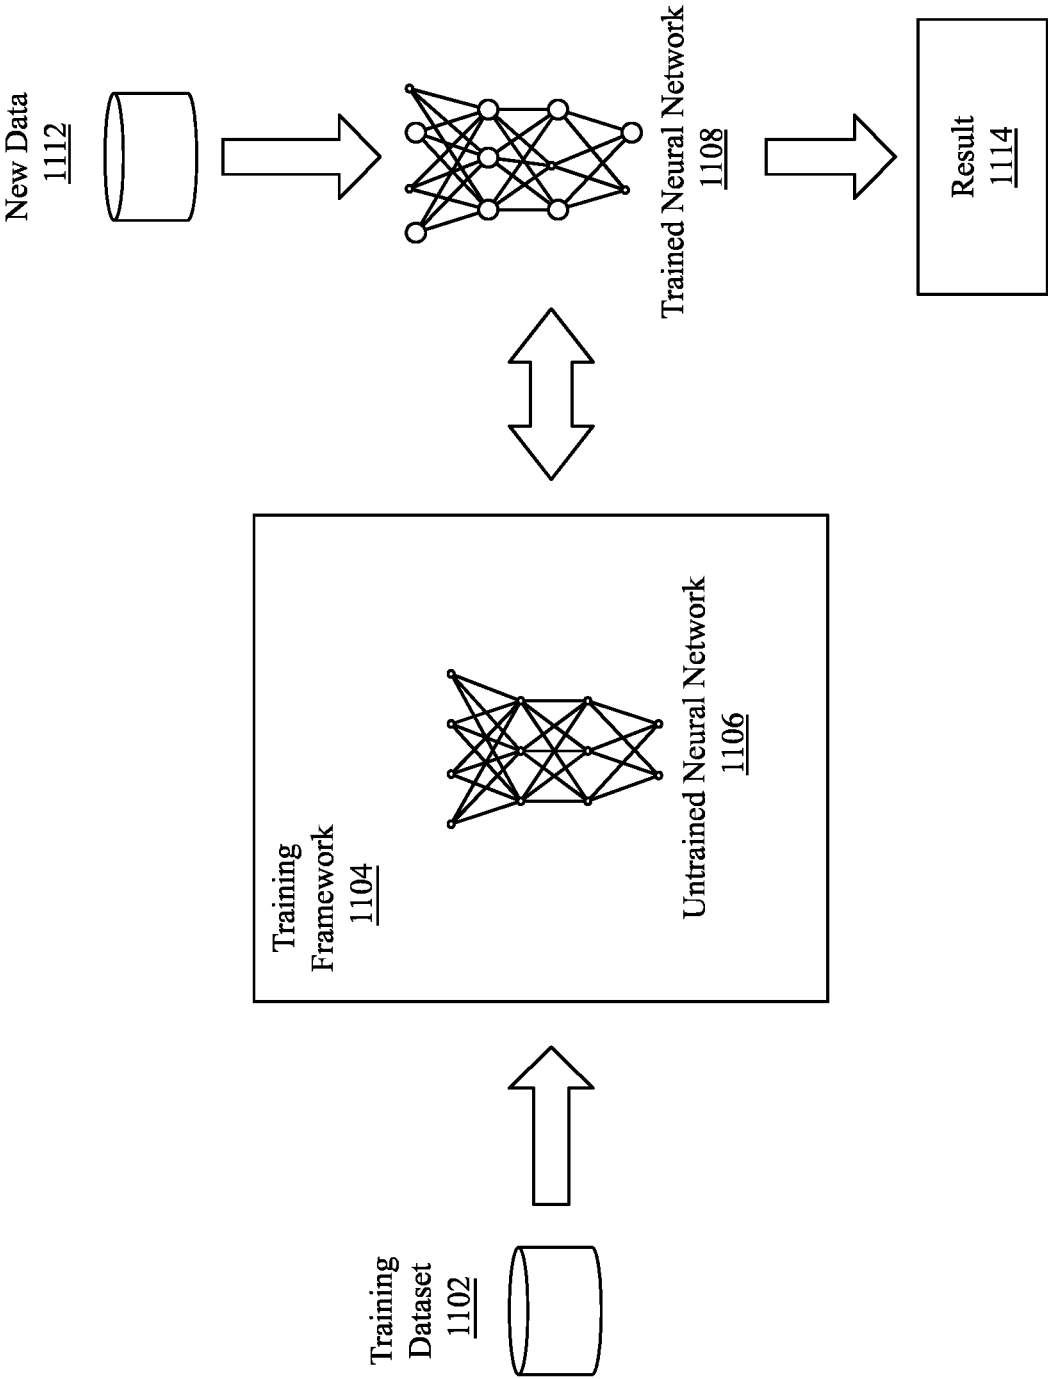 Training
Dataset
1102
Training
Framework
1104
Untrained Neural Network
1106
New Data
1112
Trained Neural Network
1108
Result
1114